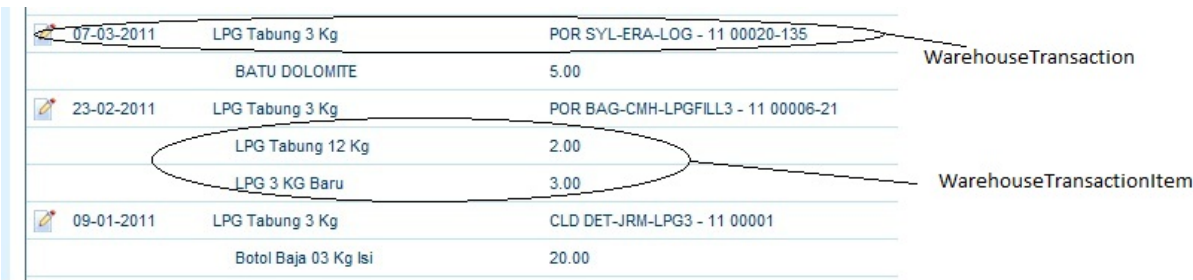 07-03-2011 LPG Tabung 3 Kg POR SYL-ERA-LOG - 11 00020-135
WarehouseTransaction
BATU DOLOMITE 5.00
23-02-2011 LPG Tabung 3 Kg POR BAG-CMH-LPGFILL3 - 11 00006-21
LPG Tabung 12 Kg 2.00
LPG 3 KG Baru 3.00
WarehouseTransactionItem
09-01-2011 LPG Tabung 3 Kg CLD DET-JRM-LPG3 - 11 00001
Botol Baja 03 Kg Isi 20.00